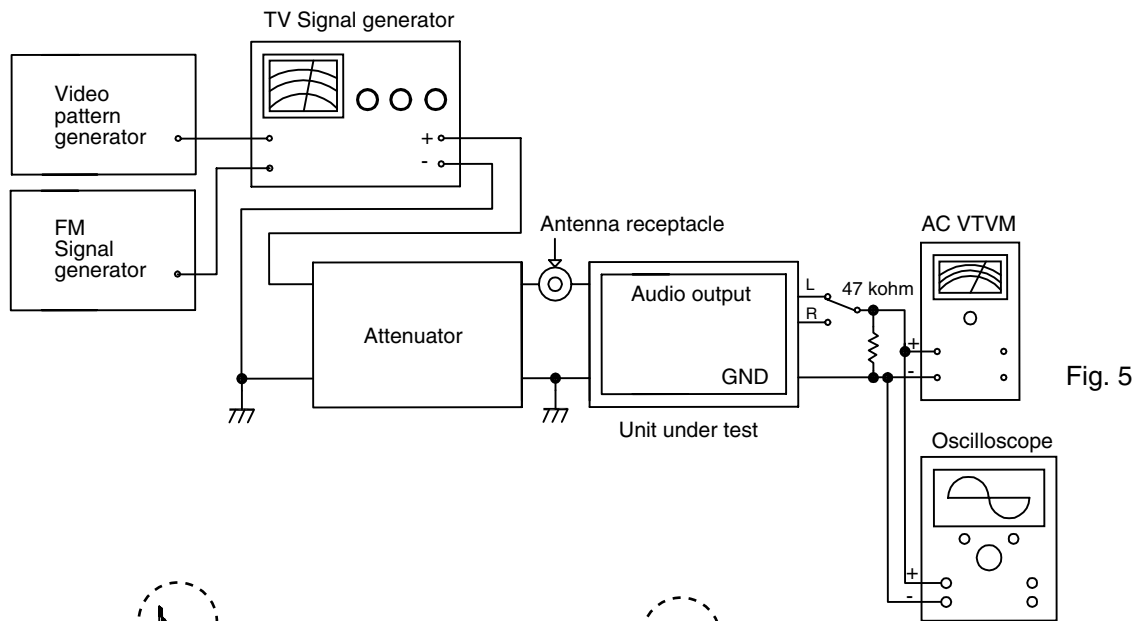 TV Signal generator
Video
pattern
generator
+
-
FM
Signal
generator
Antenna receptacle
AC VTVM
Attenuator
Audio output
L
R
47 kohm
GND
+
-
Fig. 5
Unit under test
Oscilloscope
+
-